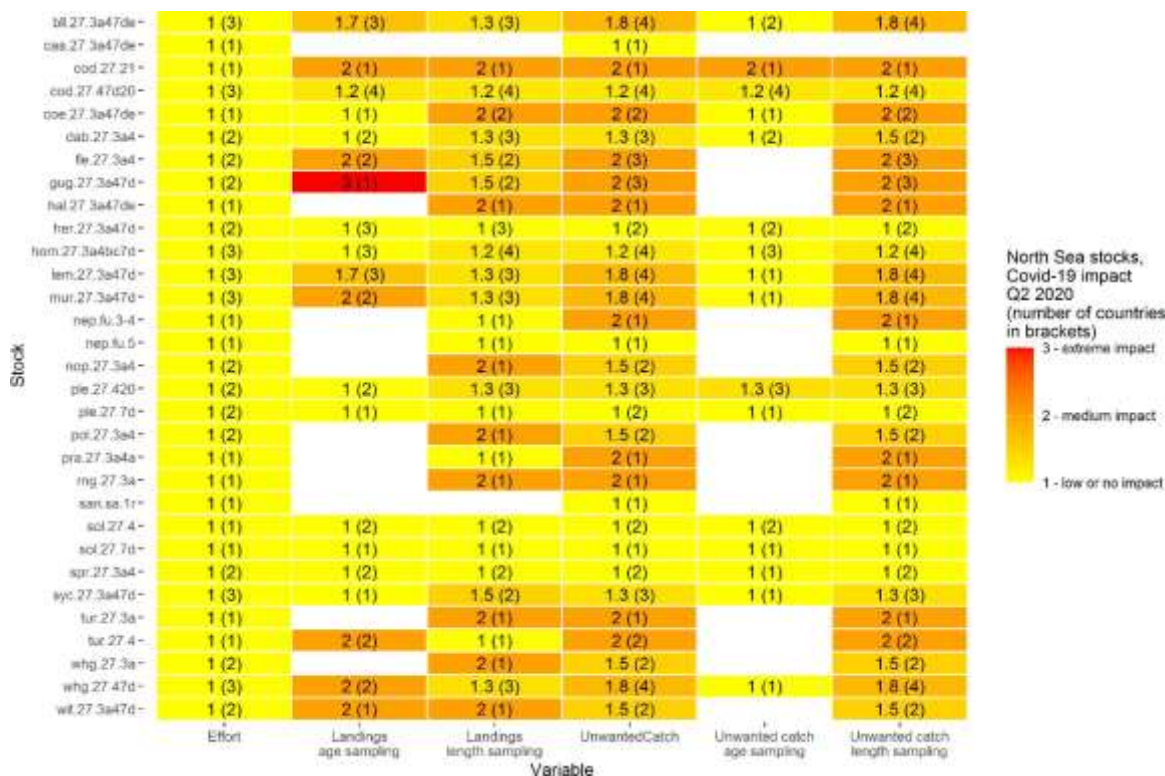 bll.27.3a47de 1 (3) 1.7 (3) 1.3 (3) 1.8 (4) 1 (2) 1.8 (4)
cas.27.3a47de 1 (1) 1 (1)
cod.27.21 1 (1) 2 (1) 2 (1) 2 (1) 2 (1) 2 (1)
cod.27.47d20 1 (3) 1.2 (4) 1.2 (4) 1.2 (4) 1.2 (4) 1.2 (4)
coe.27.3a47de 1 (1) 1 (1) 2 (2) 2 (2) 1 (1) 2 (2)
dab.27.3a4 1 (2) 1 (2) 1.3 (3) 1.3 (3) 1 (2) 1.5 (2)
fle.27.3a4 1 (2) 2 (2) 1.5 (2) 2 (3) 2 (3)
gug.27.3a47d 1 (2) 3 (1) 1.5 (2) 2 (3) 2 (3)
hal.27.3a47de 1 (1) 2 (1) 2 (1) 2 (1)
her.27.3a47d 1 (2) 1 (3) 1 (3) 1 (2) 1 (2) 1 (2)
hom.27.3a4bc7d 1 (3) 1 (3) 1.2 (4) 1.2 (4) 1 (3) 1.2 (4)
lem.27.3a47d 1 (3) 1.7 (3) 1.3 (3) 1.8 (4) 1 (1) 1.8 (4)
mur.27.3a47d 1 (3) 2 (2) 1.3 (3) 1.8 (4) 1 (1) 1.8 (4)
nep.fu.3-4 1 (1) 1 (1) 2 (1) 2 (1)
nep.fu.5 1 (1) 1 (1) 1 (1) 1 (1)
nop.27.3a4 1 (2) 2 (1) 1.5 (2) 1.5 (2)
ple.27.420 1 (2) 1 (2) 1.3 (3) 1.3 (3) 1.3 (3) 1.3 (3)
ple.27.7d 1 (2) 1 (1) 1 (1) 1 (2) 1 (1) 1 (2)
pol.27.3a4 1 (2) 2 (1) 1.5 (2) 1.5 (2)
pra.27.3a4a 1 (1) 1 (1) 2 (1) 2 (1)
rng.27.3a 1 (1) 2 (1) 2 (1) 2 (1)
san.sa.1r 1 (1) 1 (1) 1 (1)
sol.27.4 1 (1) 1 (2) 1 (2) 1 (2) 1 (2) 1 (2)
sol.27.7d 1 (1) 1 (1) 1 (1) 1 (1) 1 (1) 1 (1)
spr.27.3a4 1 (2) 1 (2) 1 (2) 1 (2) 1 (1) 1 (2)
syc.27.3a47d 1 (3) 1 (1) 1.5 (2) 1.3 (3) 1 (1) 1.3 (3)
tur.27.3a 1 (1) 2 (1) 2 (1) 2 (1)
tur.27.4 1 (1) 2 (2) 1 (1) 2 (2) 2 (2)
whg.27.3a 1 (2) 2 (1) 1.5 (2) 1.5 (2)
whg.27.47d 1 (3) 2 (2) 1.3 (3) 1.8 (4) 1 (1) 1.8 (4)
wit.27.3a47d 1 (2) 2 (1) 2 (1) 1.5 (2) 1.5 (2)
Stock
Effort Landings Landings UnwantedCatch Unwanted catch Unwanted catch
age sampling length sampling age sampling length sampling
Variable
North Sea stocks,
Covid-19 impact
Q2 2020
(number of countries
in brackets)
3 - extreme impact
2 - medium impact
1 - low or no impact